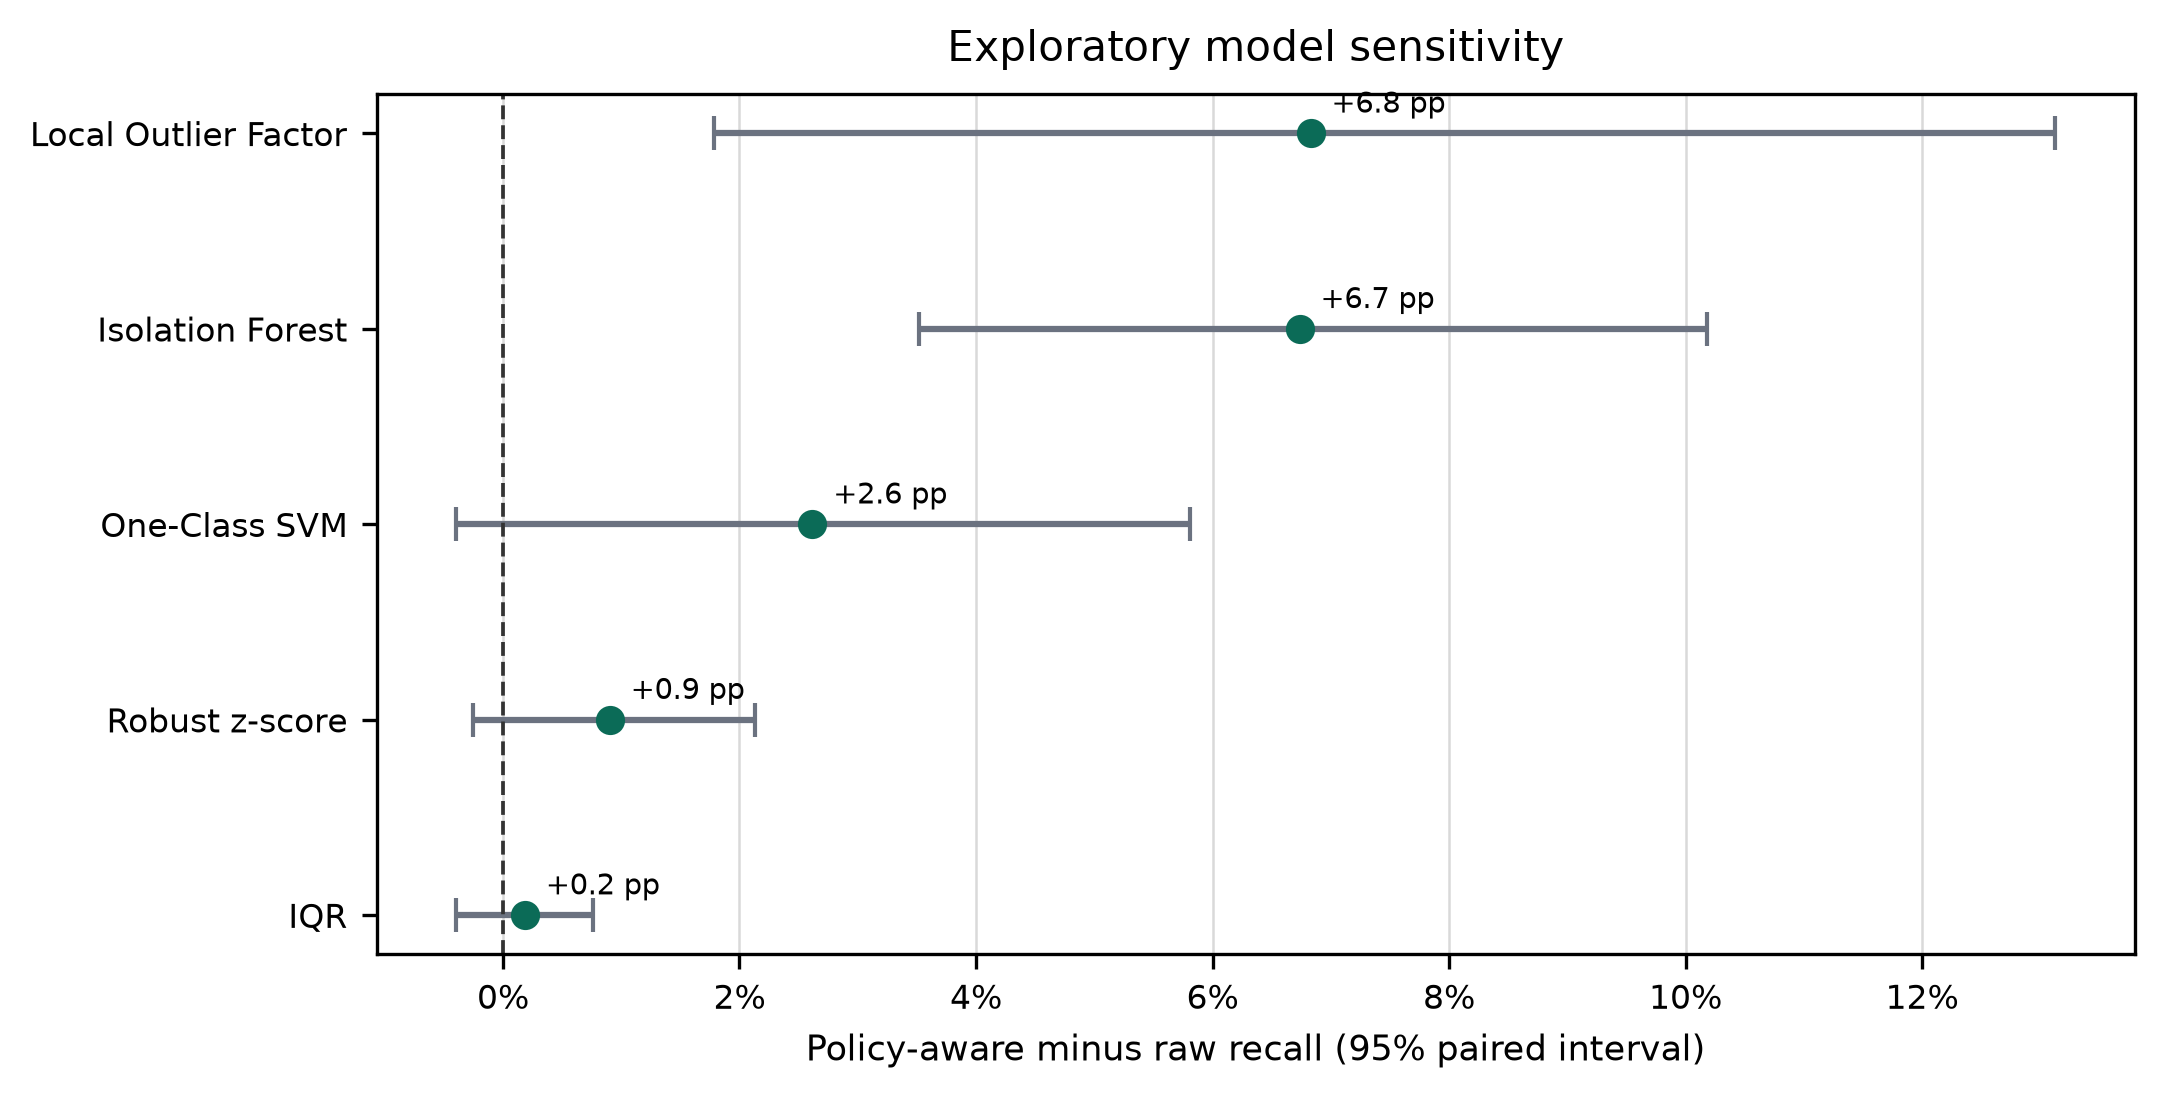 Exploratory model sensitivity
Local Outlier Factor
+6.8 pp
Isolation Forest
+6.7 pp
One-Class SVM
+2.6 pp
Robust z-score
+0.9 pp
IQR
+0.2 pp
0% 2% 4% 6% 8% 10% 12%
Policy-aware minus raw recall (95% paired interval)